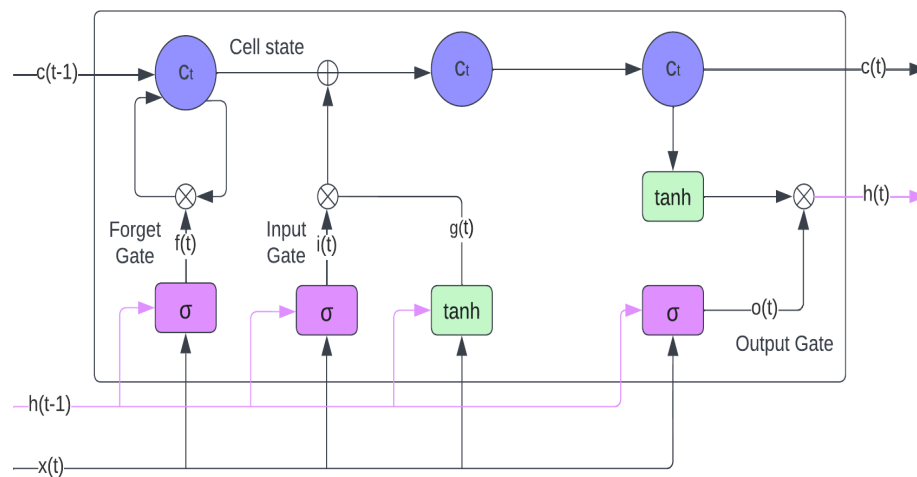 Cell state
c(t-1)
Ct
Ct
Ct
c(t)
tanh
h(t)
Forget
Gate
f(t)
Input
Gate
i(t)
g(t)
σ
σ
tanh
σ
o(t)
Output Gate
h(t-1)
x(t)